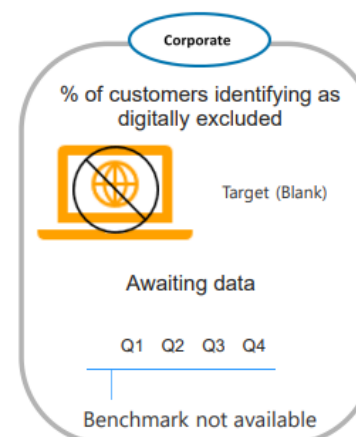 Corporate
% of customers identifying as
digitally excluded
Target (Blank)
Awaiting data
Q1 Q2 Q3 Q4
Benchmark not available